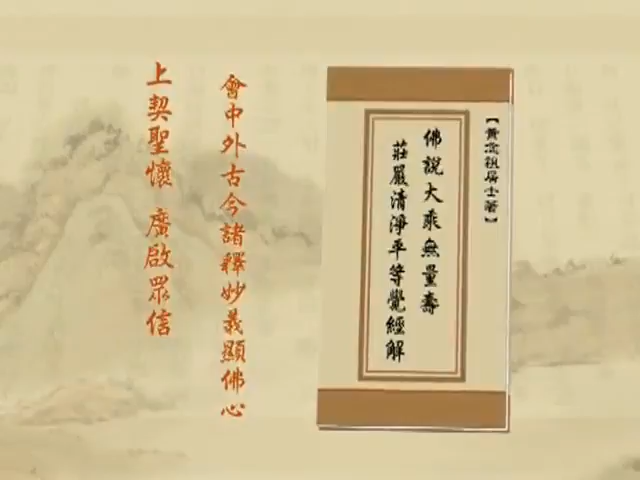 【黃念祖居士著】
佛說大乘無量壽
莊嚴清淨平等覺經解
會中外古今諸釋妙義顯佛心
上契聖懷 廣啟眾信